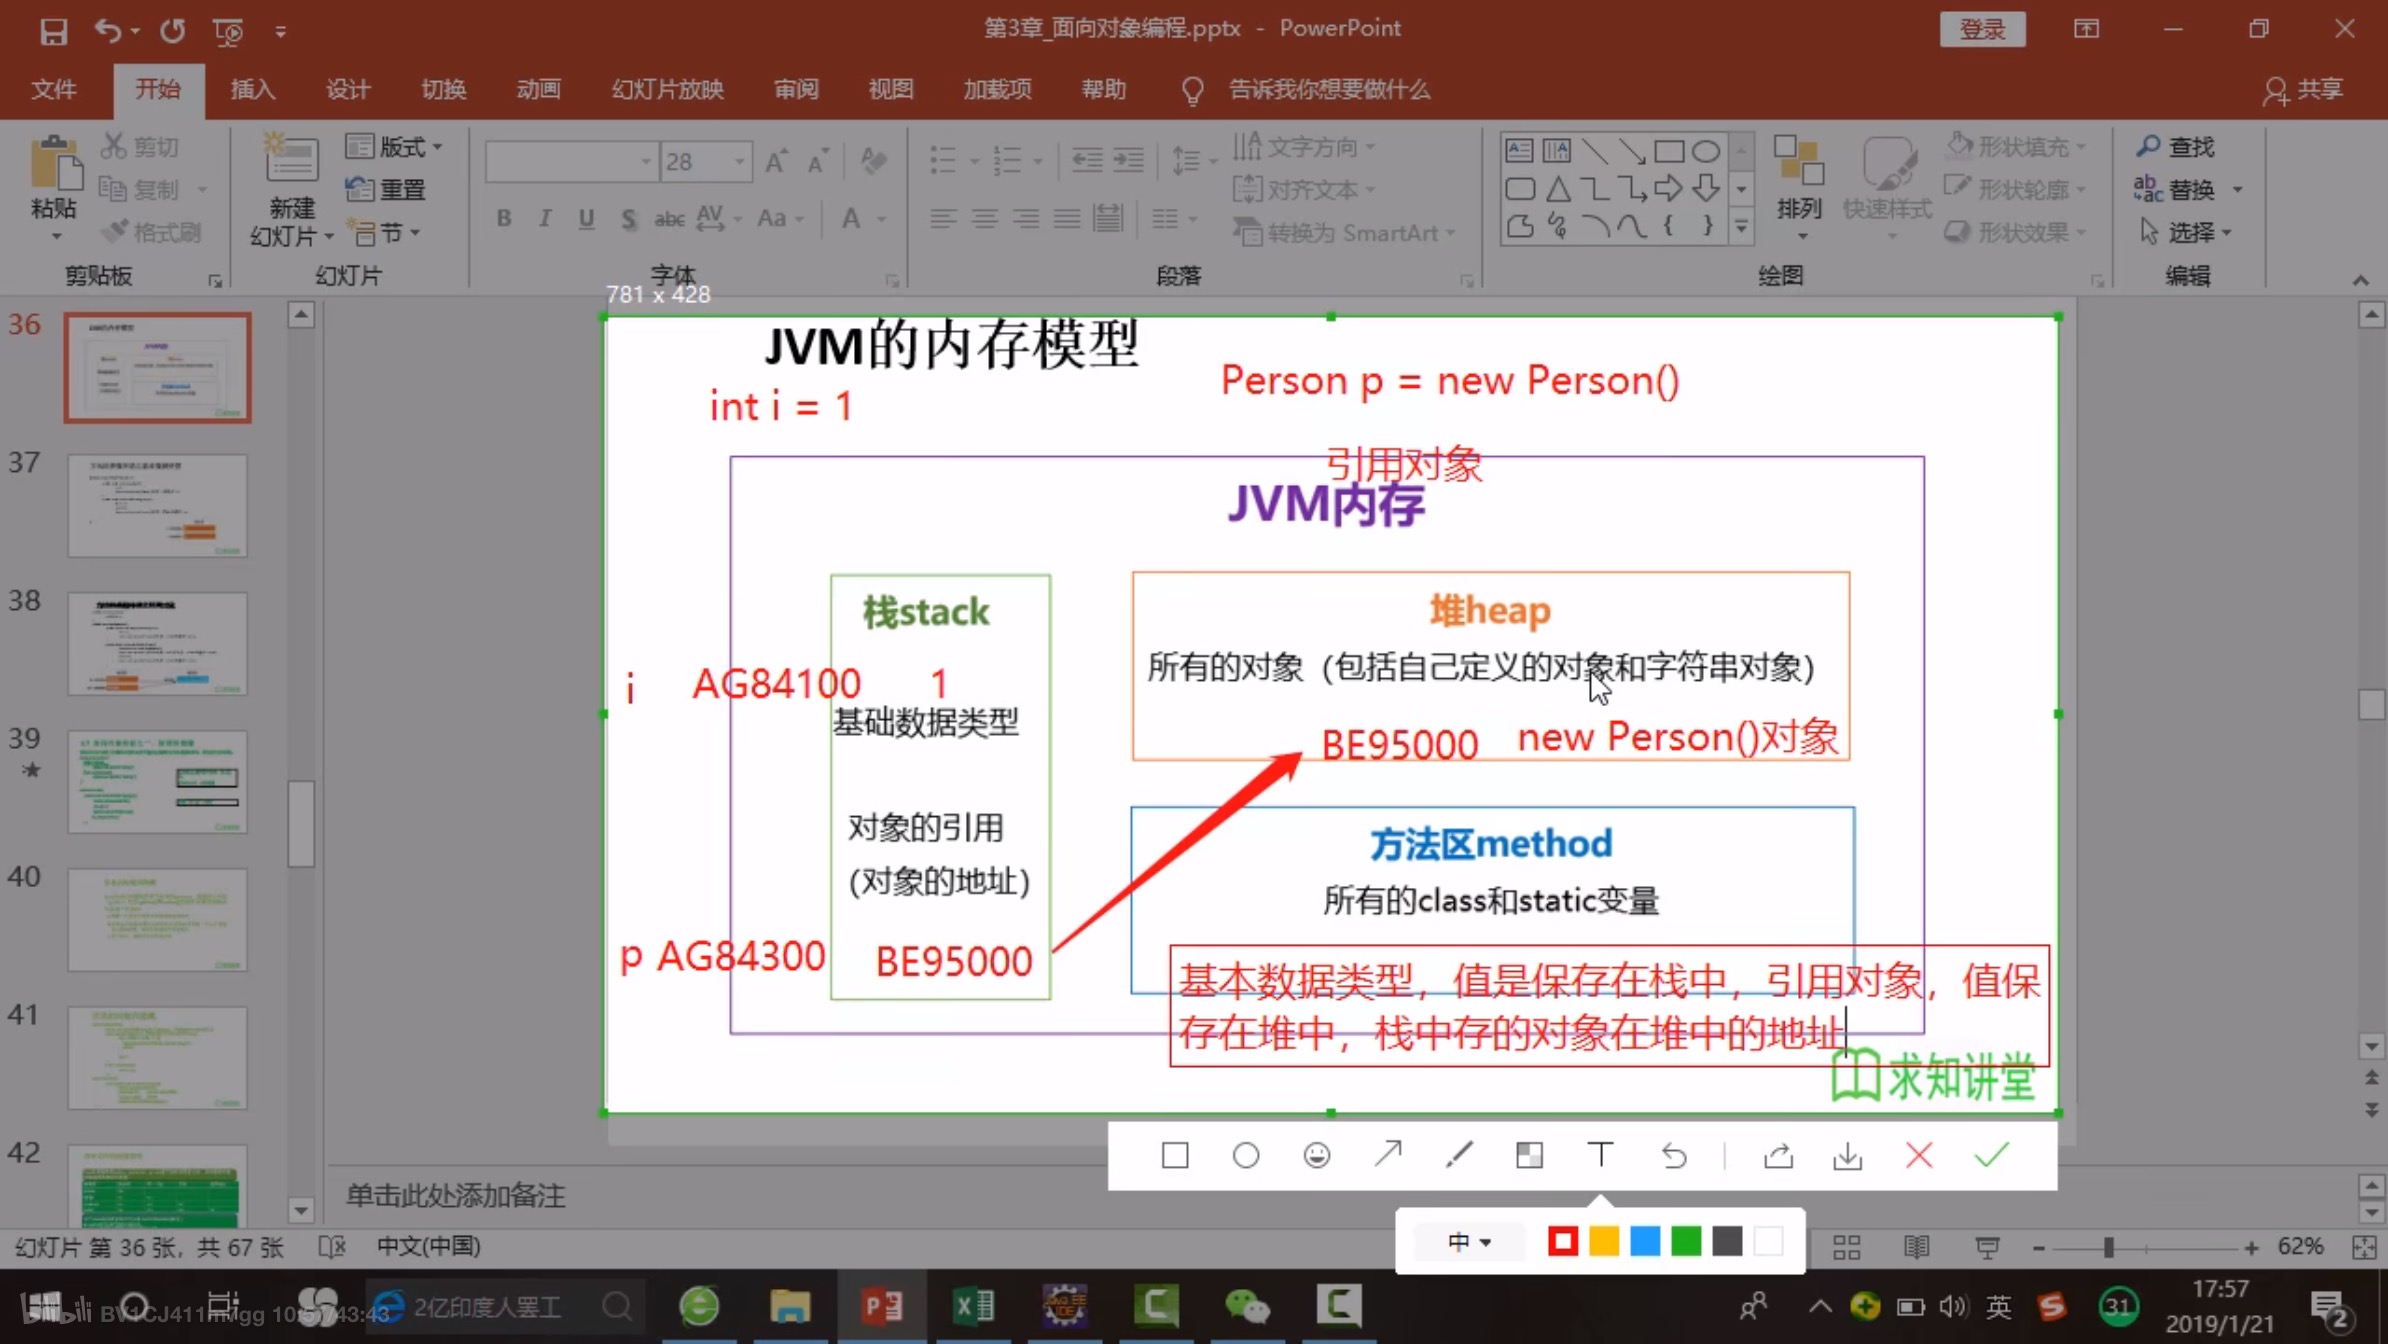 第3章_面向对象编程.pptx - PowerPoint
登录
文件 开始 插入 设计 切换 动画 幻灯片放映 审阅 视图 加载项 帮助 告诉我你想要做什么 共享
粘贴 剪切 复制 格式刷
剪贴板
新建 幻灯片 版式 重置 节
幻灯片
28
B I U S abc AV Aa A
字体
文字方向
对齐文本
转换为 SmartArt
段落
排列 快速样式 形状填充 形状轮廓 形状效果
绘图
查找
替换
选择
编辑
781 x 428
36
37
38
39
40
41
42
JVM的内存模型
int i = 1
Person p = new Person()
引用对象
JVM内存
栈stack
i AG84100 1
基础数据类型
对象的引用
(对象的地址)
p AG84300 BE95000
堆heap
所有的对象 (包括自己定义的对象和字符串对象)
BE95000 new Person()对象
方法区method
所有的class和static变量
基本数据类型，值是保存在栈中，引用对象，值保
存在堆中，栈中存的对象在堆中的地址
求知讲堂
单击此处添加备注
中
幻灯片 第 36 张，共 67 张 中文(中国)
62%
2亿印度人罢工
英
31
17:57
2019/1/21
2